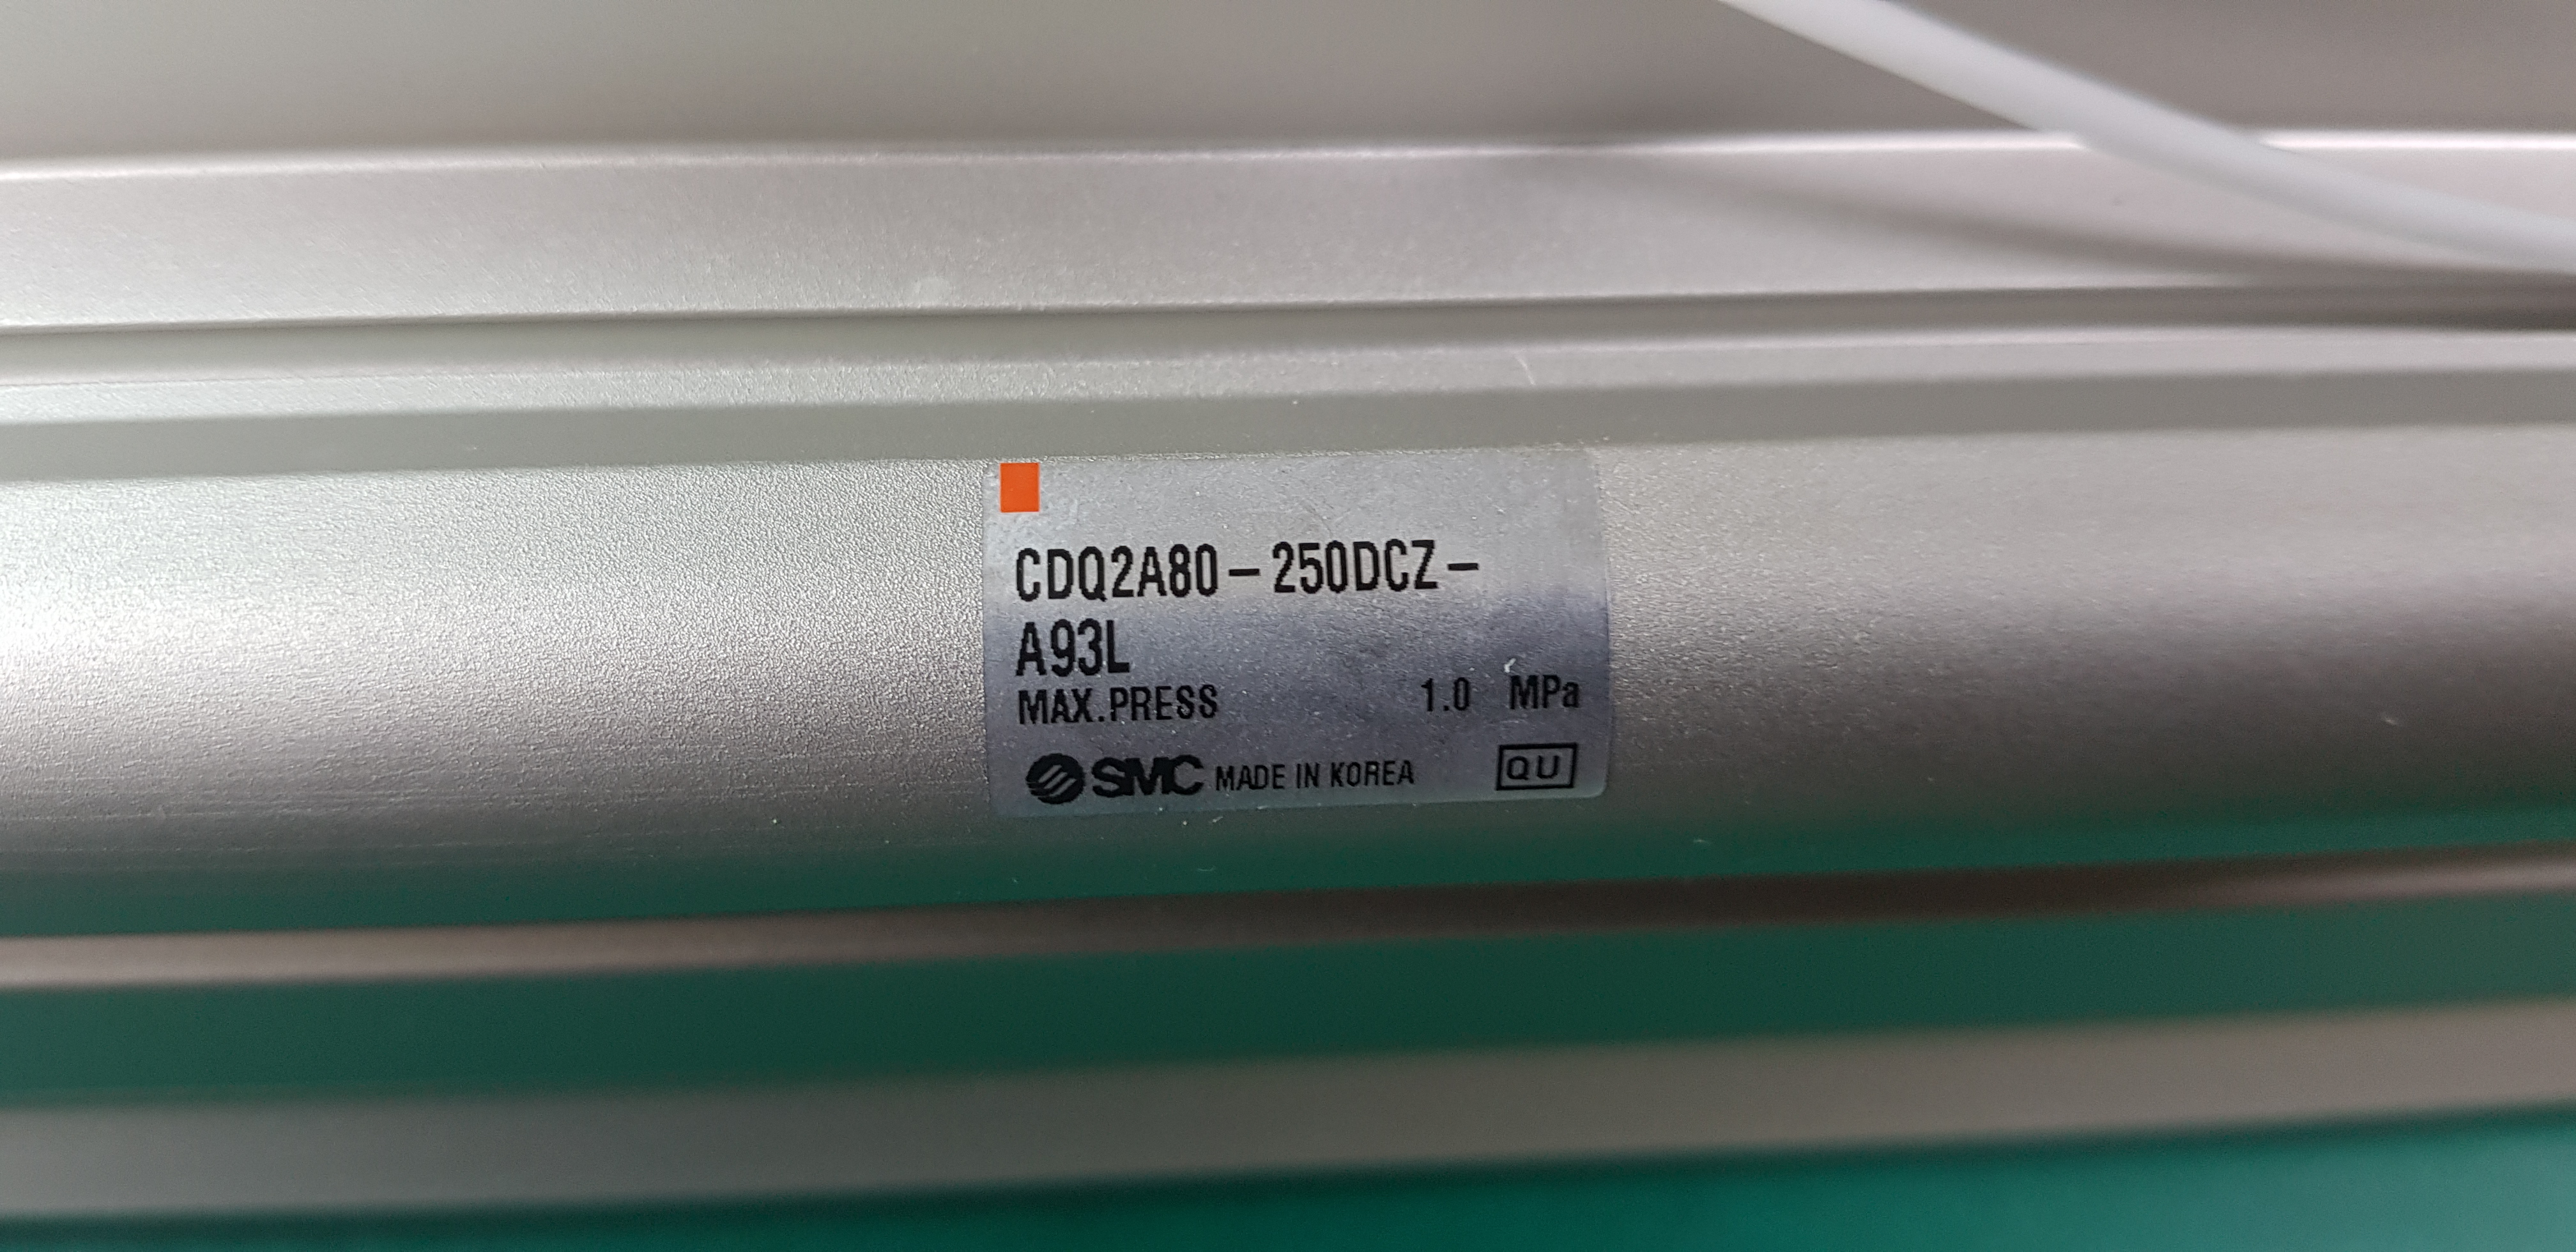 CDQ2A80-250DCZ-
A93L
MAX.PRESS 1.0 MPa
SMC MADE IN KOREA QU